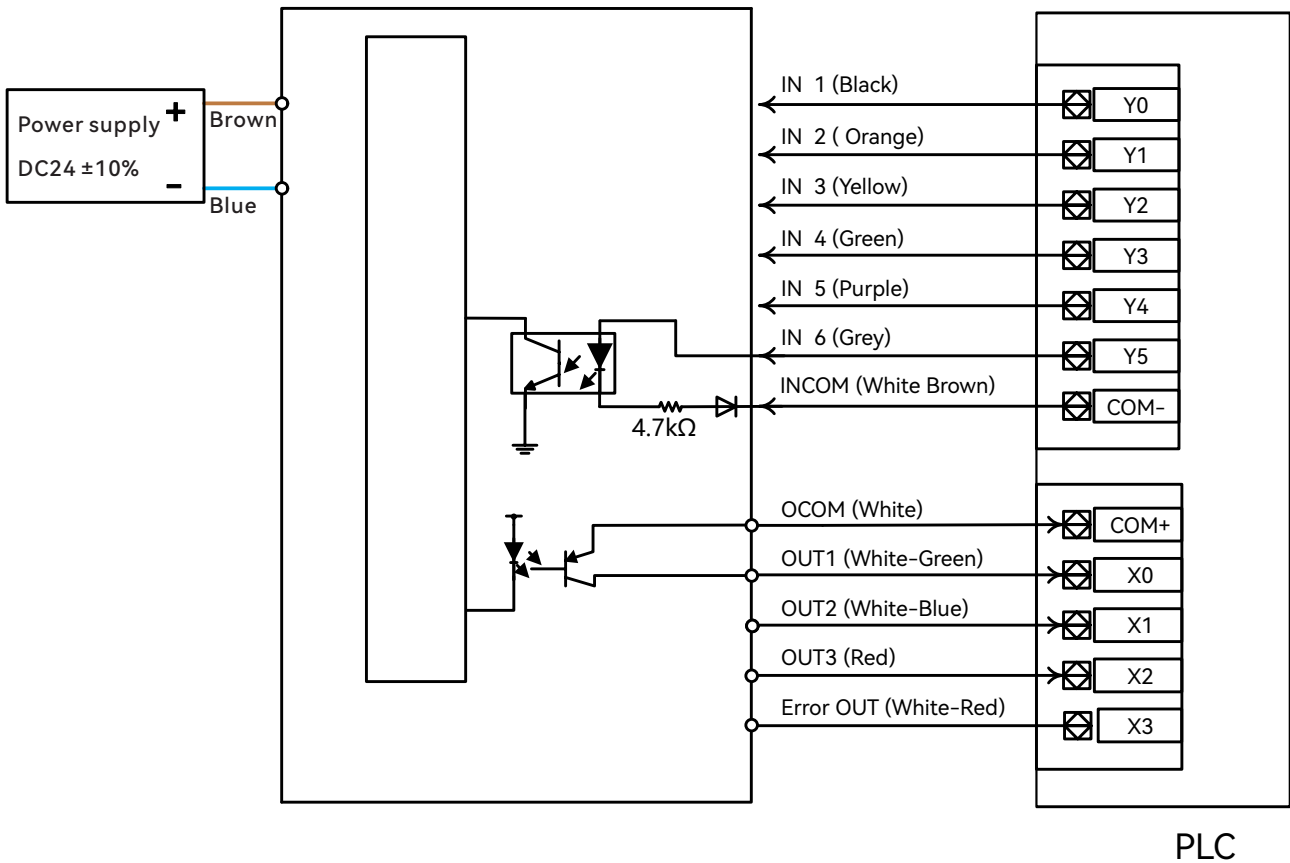 IN 1 (Black)
Y0
+
Brown
Power supply
DC24 ±10%
-
Blue
IN 2 ( Orange)
Y1
IN 3 (Yellow)
Y2
IN 4 (Green)
Y3
IN 5 (Purple)
Y4
IN 6 (Grey)
Y5
INCOM (White Brown)
COM-
4.7kΩ
OCOM (White)
COM+
OUT1 (White-Green)
X0
OUT2 (White-Blue)
X1
OUT3 (Red)
X2
Error OUT (White-Red)
X3
PLC